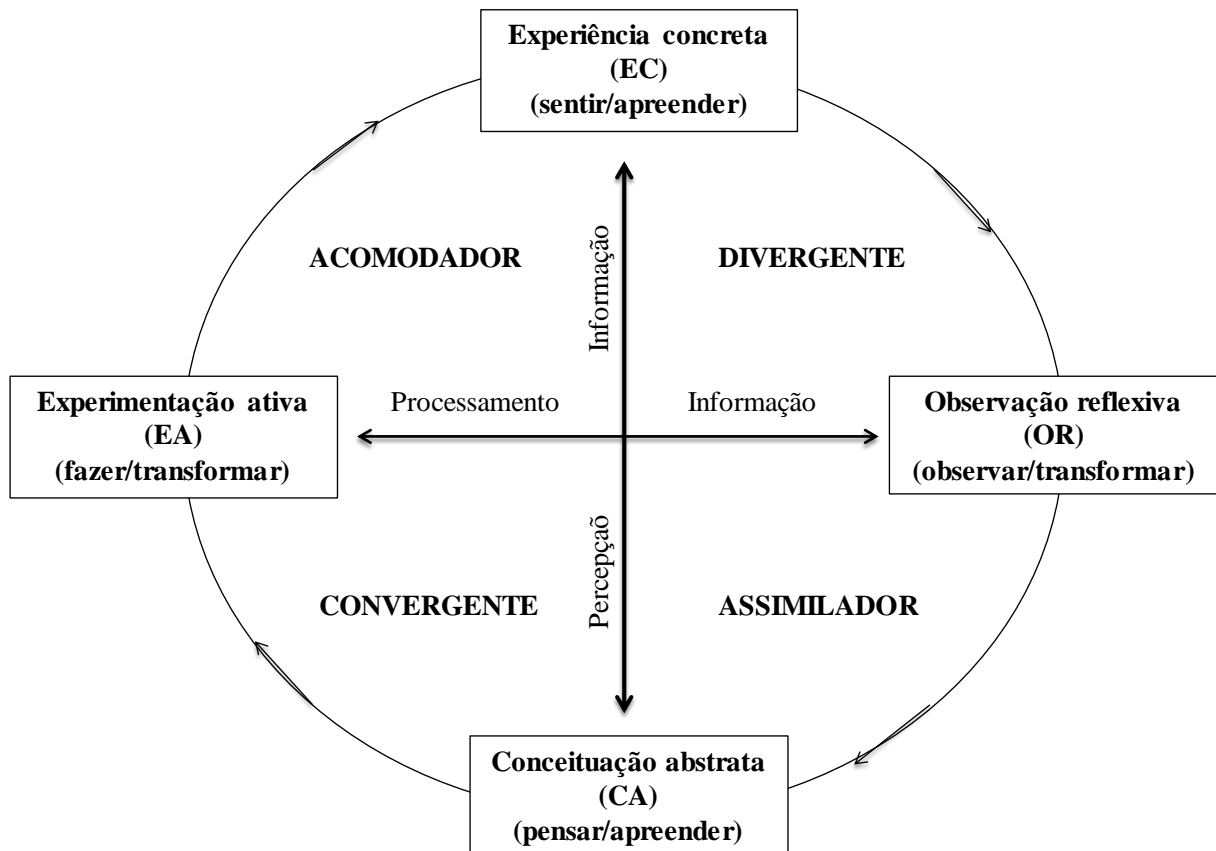 Experiência concreta
(EC)
(sentir/apreender)
ACOMODADOR
DIVERGENTE
Informação
Experimentação ativa
(EA)
(fazer/transformar)
Processamento
Informação
Observação reflexiva
(OR)
(observar/transformar)
Percepção
CONVERGENTE
ASSIMILADOR
Conceituação abstrata
(CA)
(pensar/apreender)